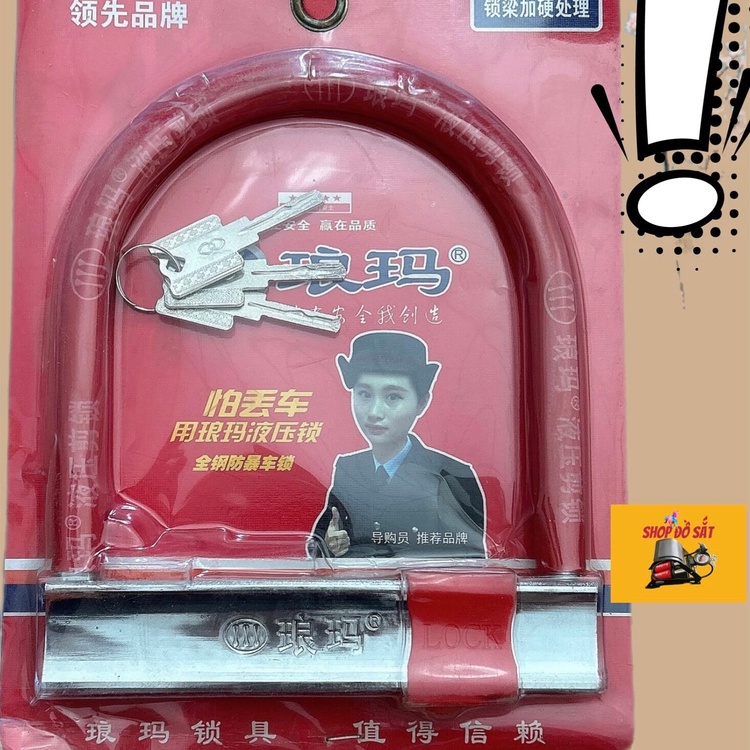 领先品牌
锁梁加硬处理
安全 赢在品质
琅玛®
安全我创造
怕丢车
用琅玛液压锁
全钢防暴车锁
导购员 推荐品牌
SHOP ĐỒ SẮT
琅玛®
LOCK
琅玛锁具 值得信赖